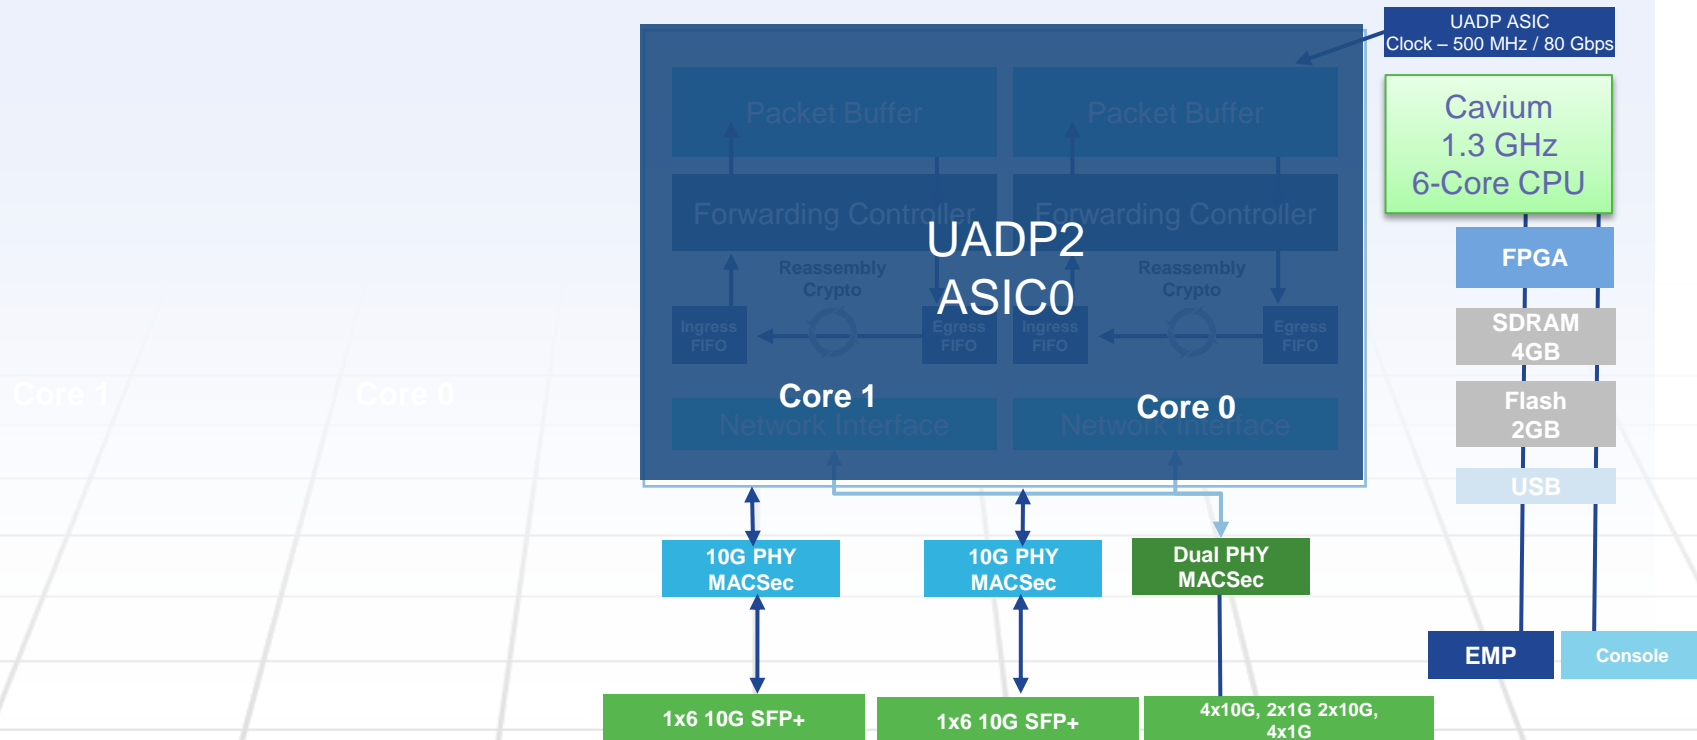 UADP ASIC
Clock – 500 MHz / 80 Gbps
Packet Buffer
Packet Buffer
Cavium
1.3 GHz
6-Core CPU
Forwarding Controller
Forwarding Controller
UADP2
ASIC0
FPGA
Reassembly
Crypto
Reassembly
Crypto
Ingress
FIFO
Egress
FIFO
Ingress
FIFO
Egress
FIFO
SDRAM
4GB
Core 1
Core 0
Core 1
Core 0
Flash
2GB
Network Interface
Network Interface
USB
10G PHY
MACSec
10G PHY
MACSec
Dual PHY
MACSec
EMP
Console
1x6 10G SFP+
1x6 10G SFP+
4x10G, 2x1G 2x10G,
4x1G